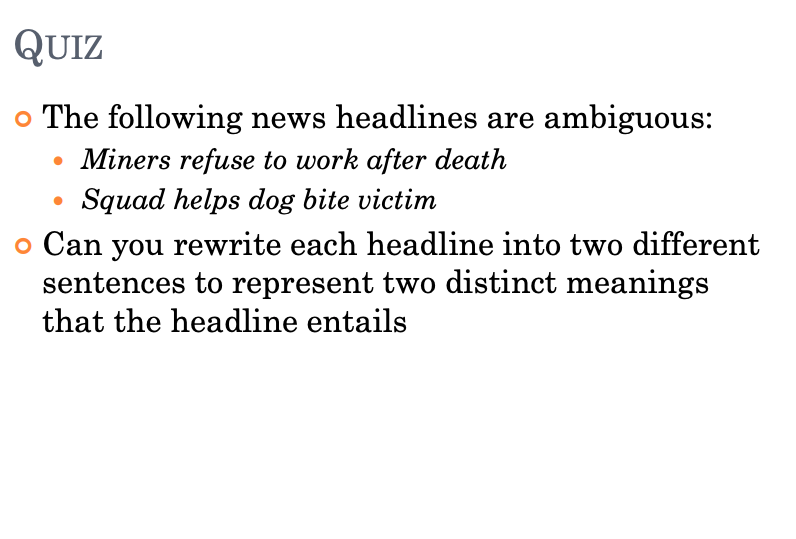 QUIZ
The following news headlines are ambiguous:
Miners refuse to work after death
Squad helps dog bite victim
Can you rewrite each headline into two different
sentences to represent two distinct meanings
that the headline entails